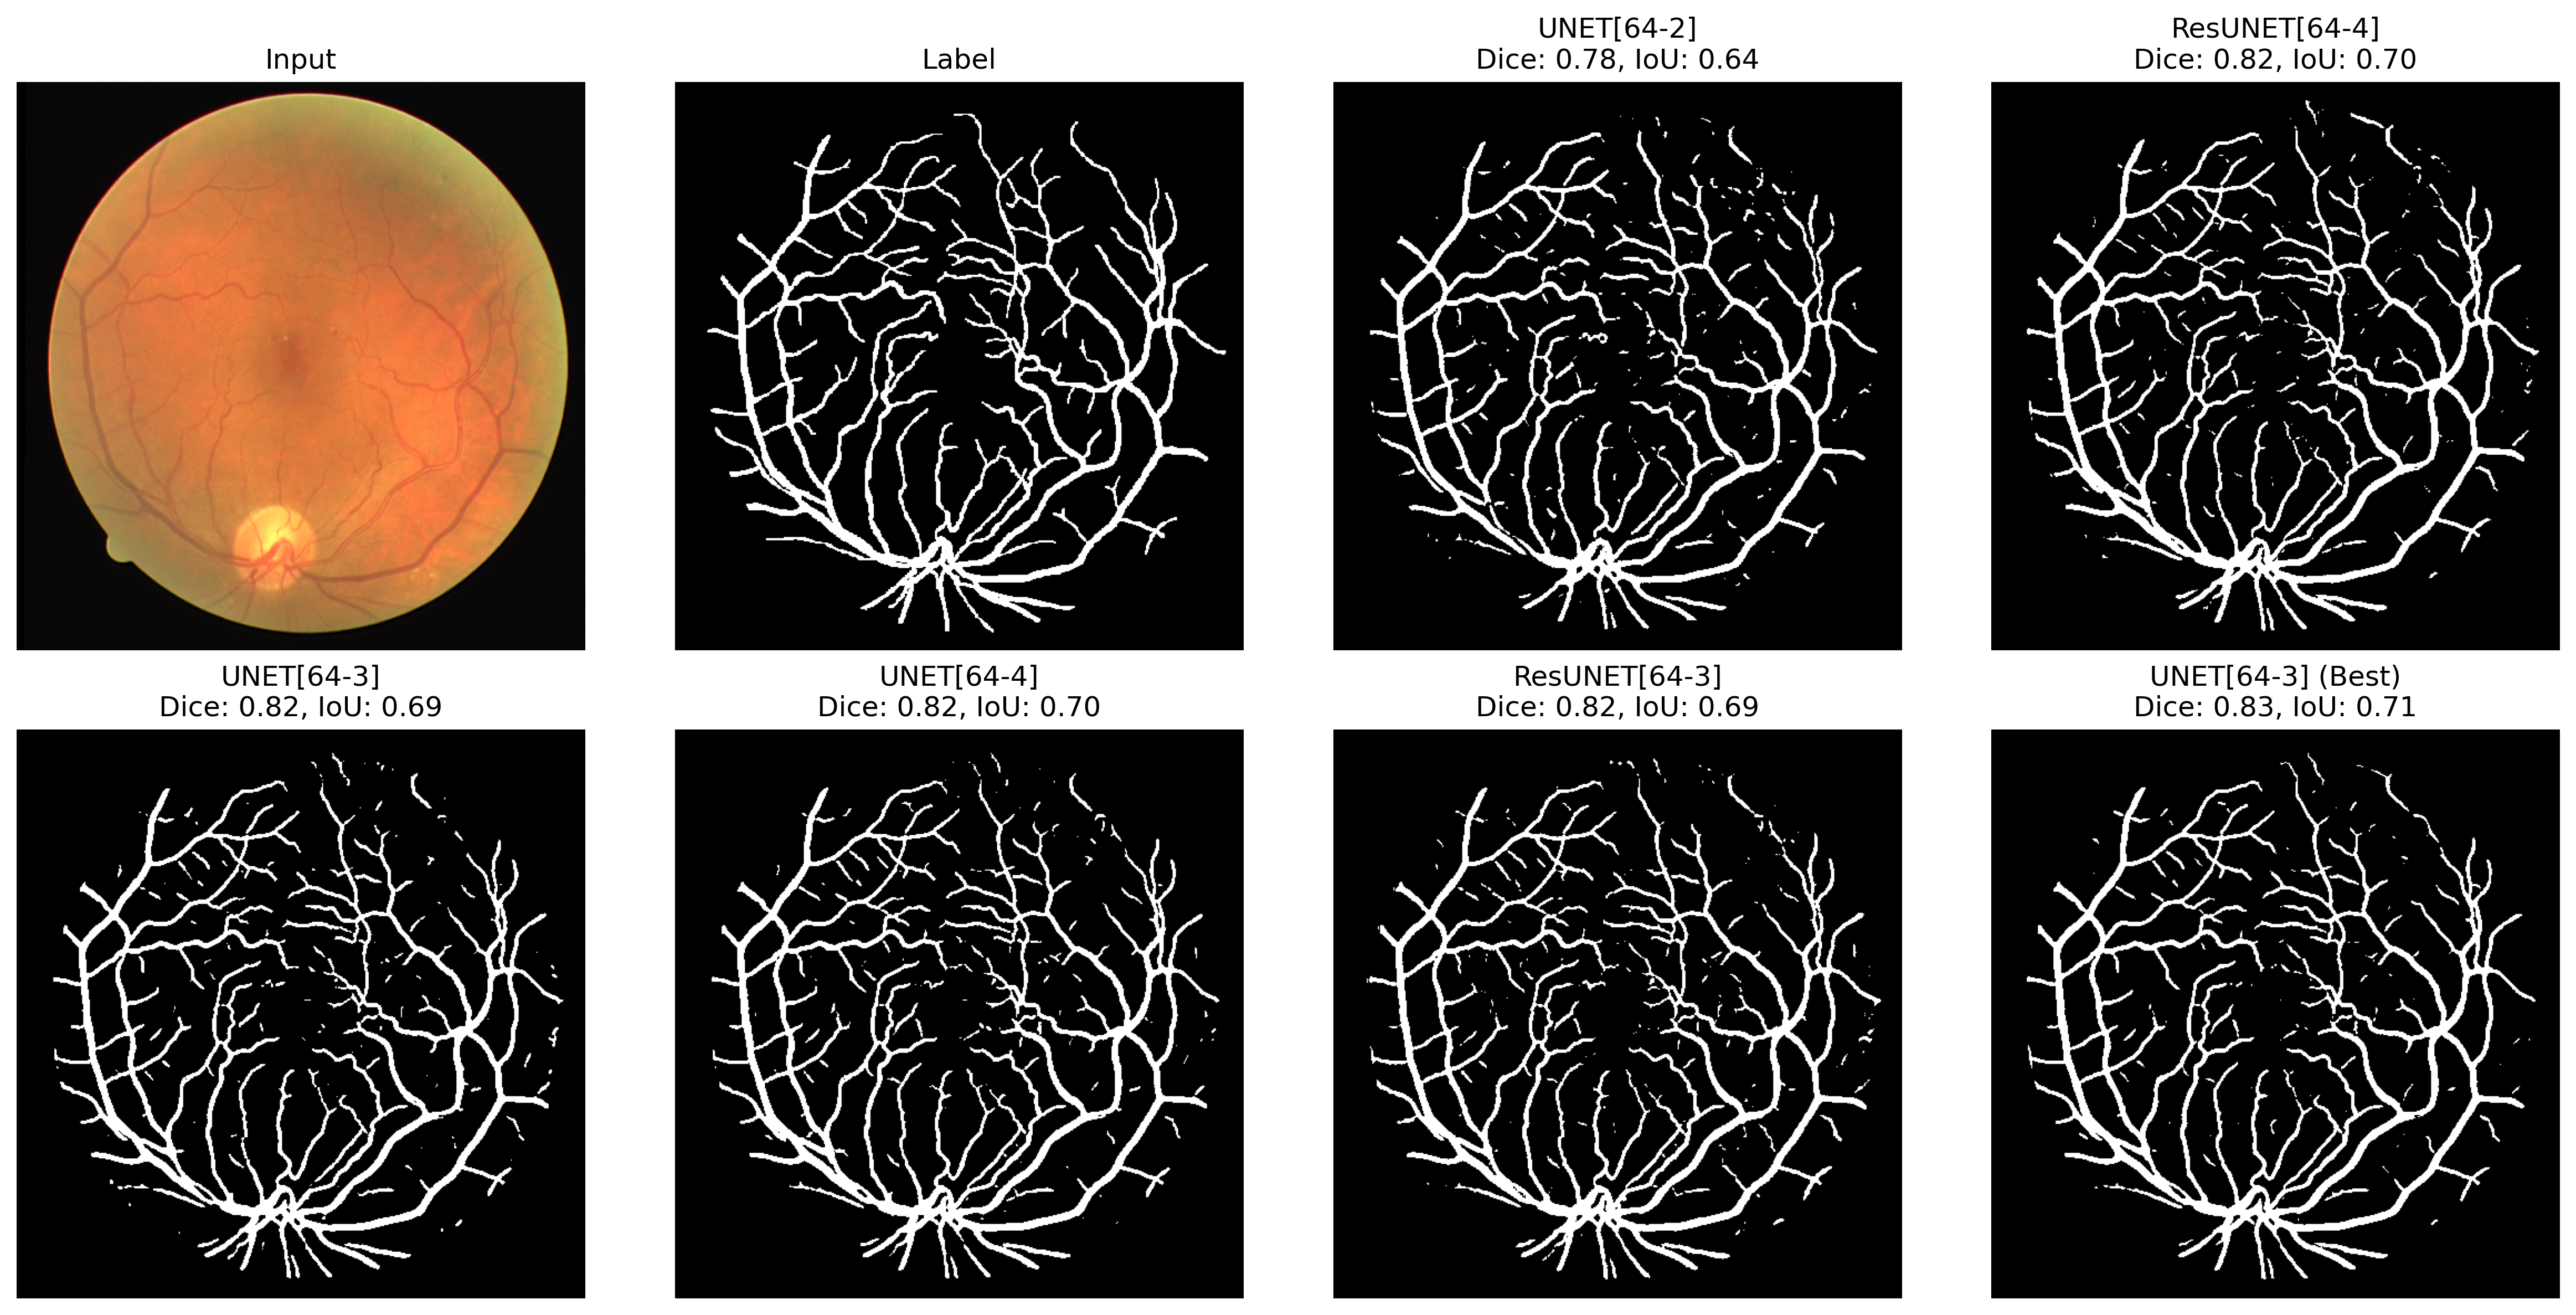 Input
Label
UNET[64-2]
Dice: 0.78, IoU: 0.64
ResUNET[64-4]
Dice: 0.82, IoU: 0.70
UNET[64-3]
Dice: 0.82, IoU: 0.69
UNET[64-4]
Dice: 0.82, IoU: 0.70
ResUNET[64-3]
Dice: 0.82, IoU: 0.69
UNET[64-3] (Best)
Dice: 0.83, IoU: 0.71